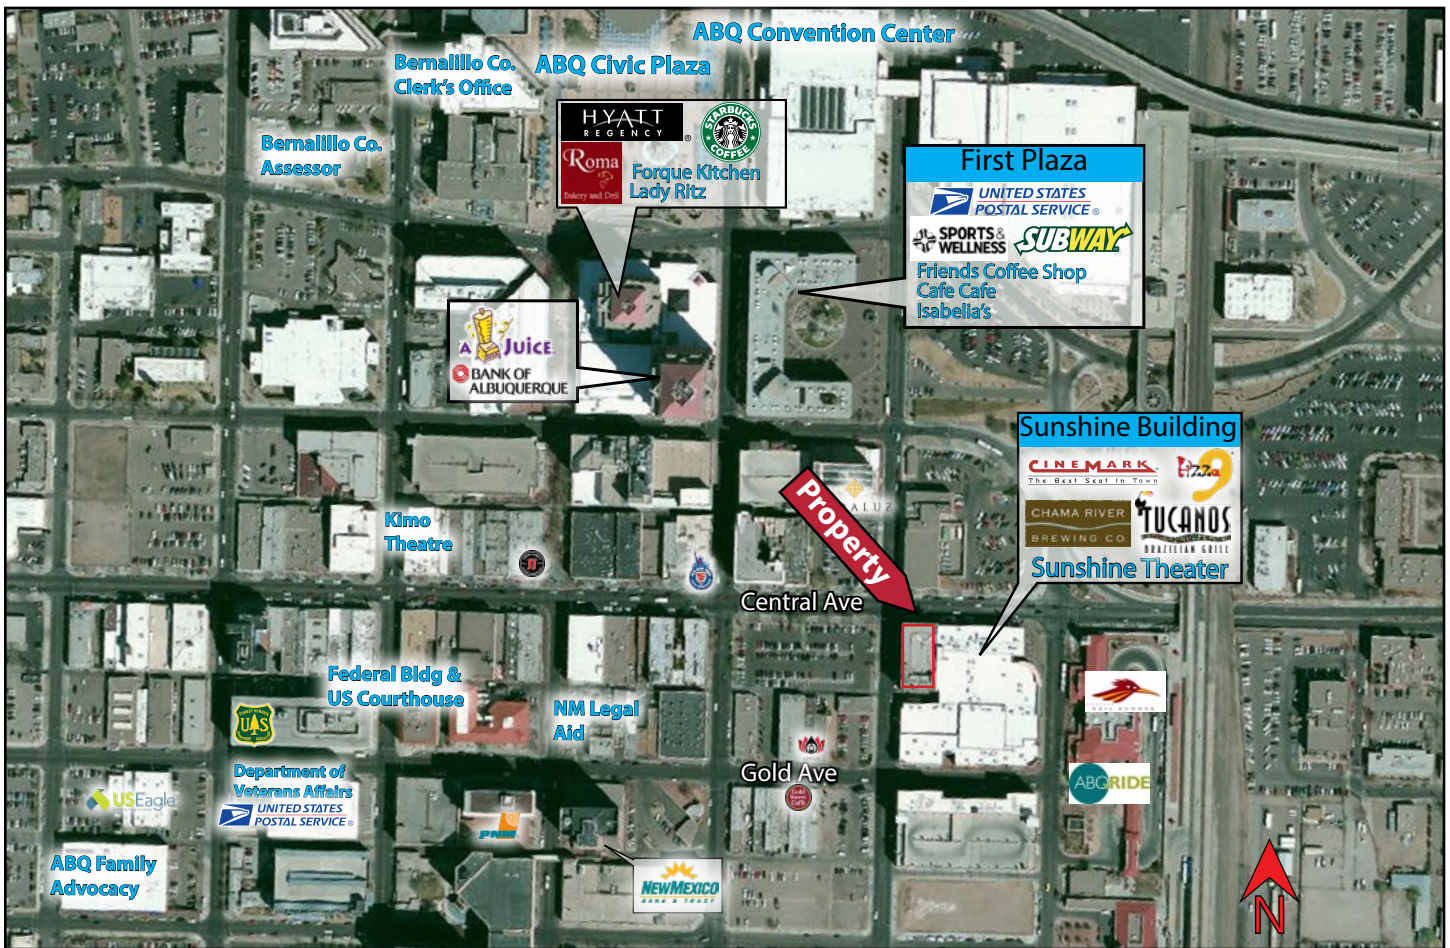 ABQ Convention Center
Bernalillo Co.
Clerk's Office
ABQ Civic Plaza
Bernalillo Co.
Assessor
HYATT
REGENCY ®
STARBUCKS
COFFEE
Roma
Bakery and Deli
Forque Kitchen
Lady Ritz
First Plaza
UNITED STATES
POSTAL SERVICE ®
SPORTS &
WELLNESS
SUBWAY
Friends Coffee Shop
Cafe Cafe
Isabella's
JUICE
BANK OF
ALBUQUERQUE
Sunshine Building
CINEMARK
The Best Seat In Town
Pizza
9
CHAMA RIVER
BREWING CO.
TUCANOS
BRAZILIAN GRILL
Sunshine Theater
Property
ALUZ
Kimo
Theatre
Central Ave
Federal Bldg &
US Courthouse
NM Legal
Aid
UAS
Gold Ave
Gold
Street
Caffè
Department of
Veterans Affairs
UNITED STATES
POSTAL SERVICE ®
USEagle
ABQRIDE
PNM
ABQ Family
Advocacy
NEW MEXICO
BANK & TRUST
N